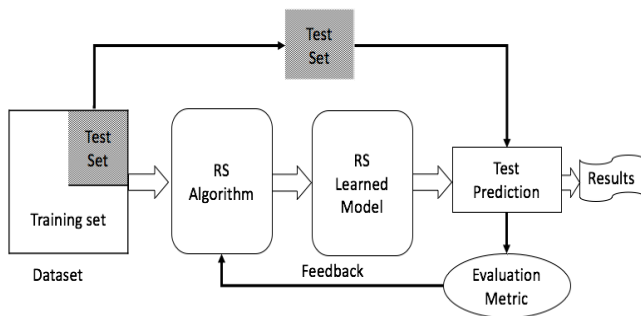 Test
Set
Test
Set
Training set
Dataset
RS
Algorithm
RS
Learned
Model
Test
Prediction
Results
Feedback
Evaluation
Metric